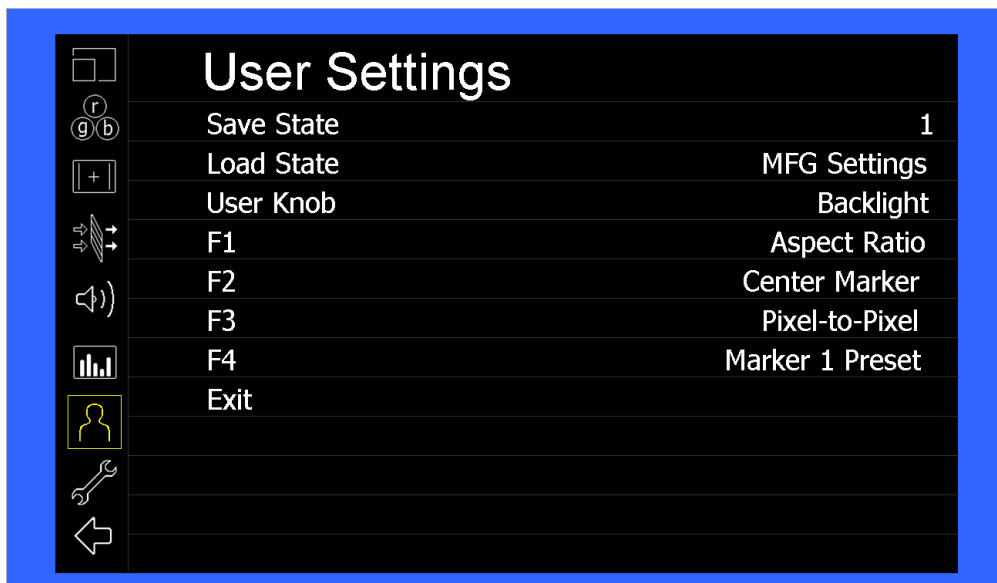 User Settings
r
g b
Save State 1
Load State MFG Settings
User Knob Backlight
F1 Aspect Ratio
F2 Center Marker
F3 Pixel-to-Pixel
F4 Marker 1 Preset
Exit